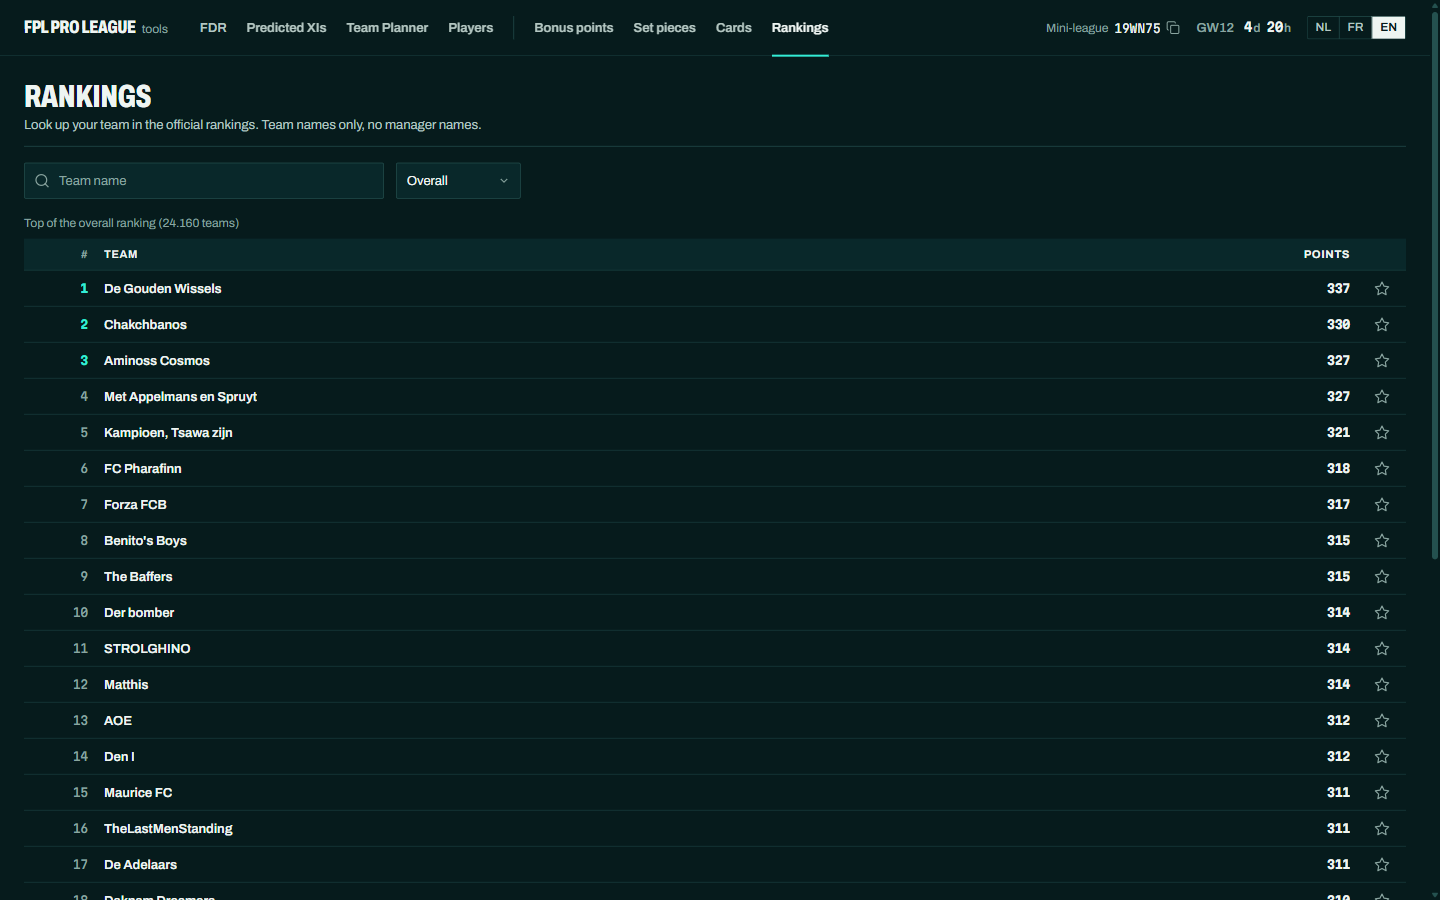 FPL PRO LEAGUE tools FDR Predicted XIs Team Planner Players Bonus points Set pieces Cards Rankings Mini-league 19WN75 GW12 4d 20h NL FR EN
RANKINGS
Look up your team in the official rankings. Team names only, no manager names.
Team name Overall
Top of the overall ranking (24.160 teams)
# TEAM POINTS
1 De Gouden Wissels 337
2 Chakchbanos 330
3 Aminoss Cosmos 327
4 Met Appelmans en Spruyt 327
5 Kampioen, Tsawa zijn 321
6 FC Pharafinn 318
7 Forza FCB 317
8 Benito's Boys 315
9 The Baffers 315
10 Der bomber 314
11 STROLGHINO 314
12 Matthis 314
13 AOE 312
14 Den I 312
15 Maurice FC 311
16 TheLastMenStanding 311
17 De Adelaars 311